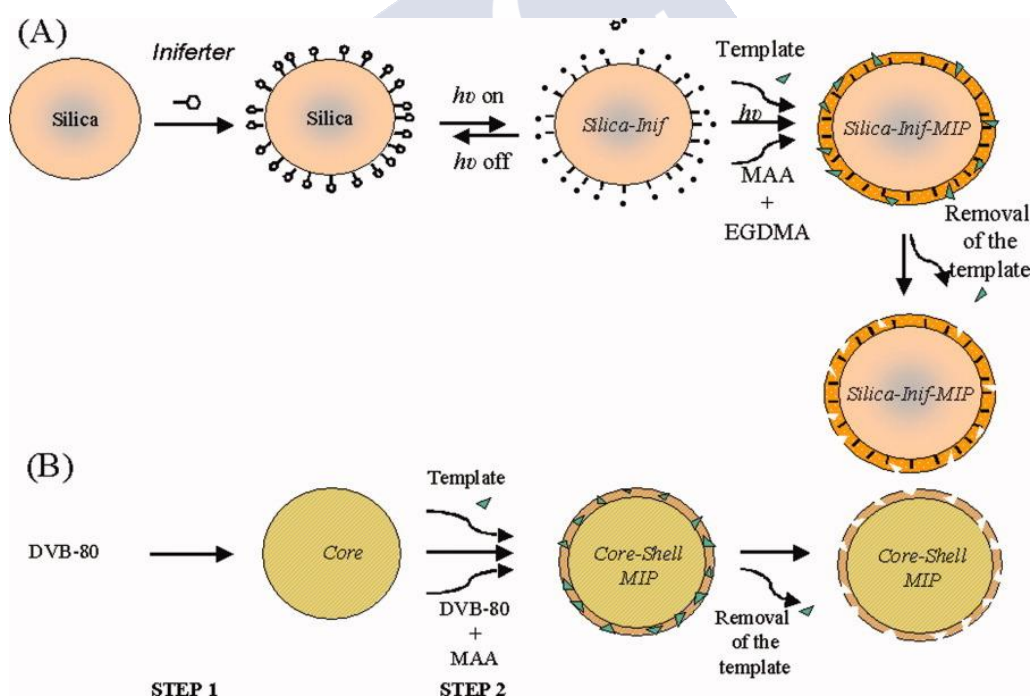 (A)
Iniferter
Silica
Silica
hν on
hν off
Silica-Inif
Template
hν
MAA
+
EGDMA
Silica-Inif-MIP
Removal
of the
template
Silica-Inif-MIP
(B)
DVB-80
Core
Template
DVB-80
+
MAA
Core-Shell
MIP
Removal
of the
template
Core-Shell
MIP
STEP 1
STEP 2